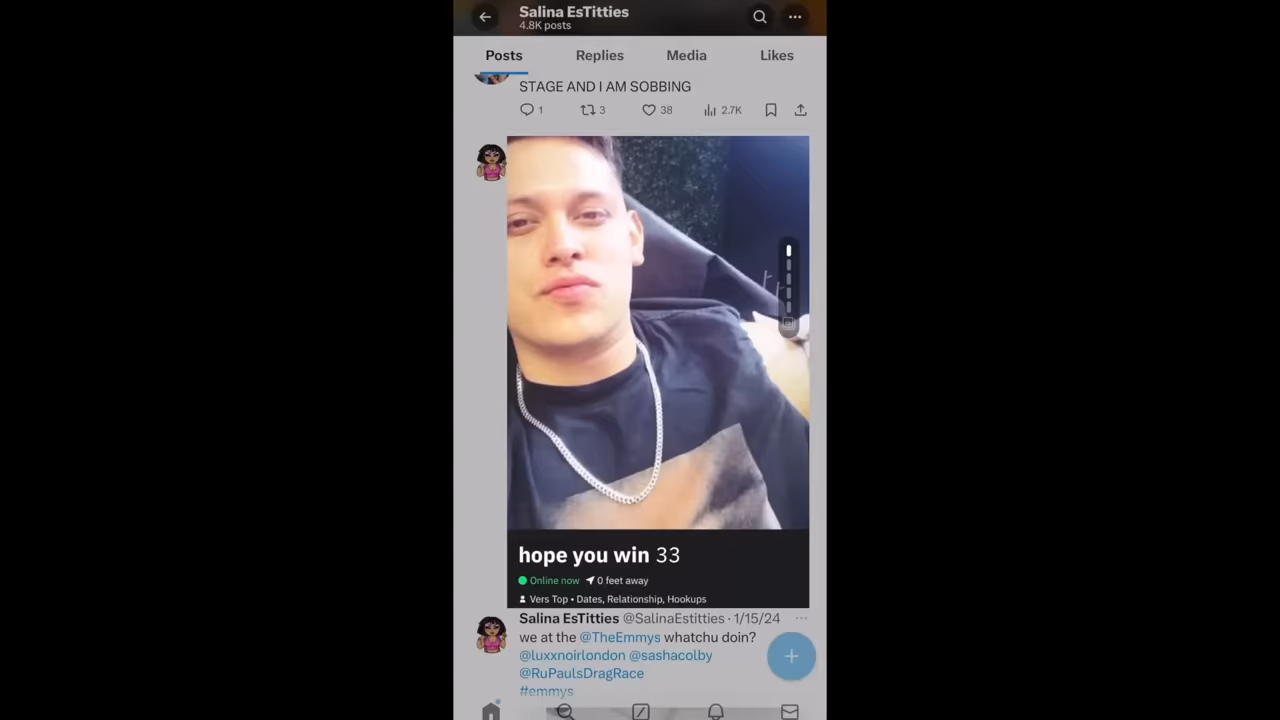 Salina EsTitties
4.8K posts
Posts Replies Media Likes
STAGE AND I AM SOBBING
1 3 38 2.7K
hope you win 33
Online now 0 feet away
Vers Top • Dates, Relationship, Hookups
Salina EsTitties @SalinaEstitties · 1/15/24
we at the @TheEmmys whatchu doin?
@luxxnoirlondon @sashacolby
@RuPaulsDragRace
#emmys